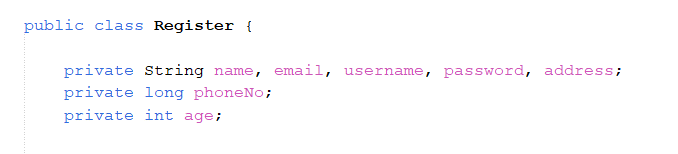 public class Register {
private String name, email, username, password, address;
private long phoneNo;
private int age;